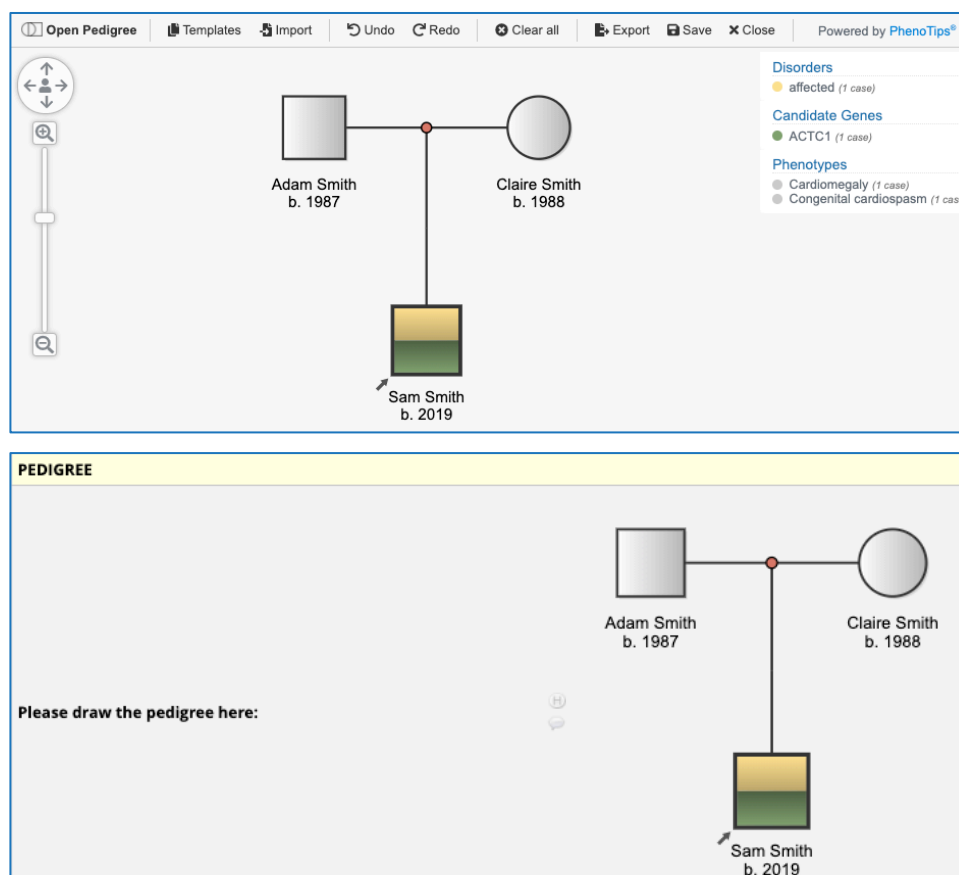 Open Pedigree Templates Import Undo Redo Clear all Export Save Close Powered by PhenoTips®
Disorders
affected (1 case)
Candidate Genes
ACTC1 (1 case)
Phenotypes
Cardiomegaly (1 case)
Congenital cardiospasm (1 cas
Adam Smith
b. 1987
Claire Smith
b. 1988
Sam Smith
b. 2019
PEDIGREE
Please draw the pedigree here:
H
Adam Smith
b. 1987
Claire Smith
b. 1988
Sam Smith
b. 2019